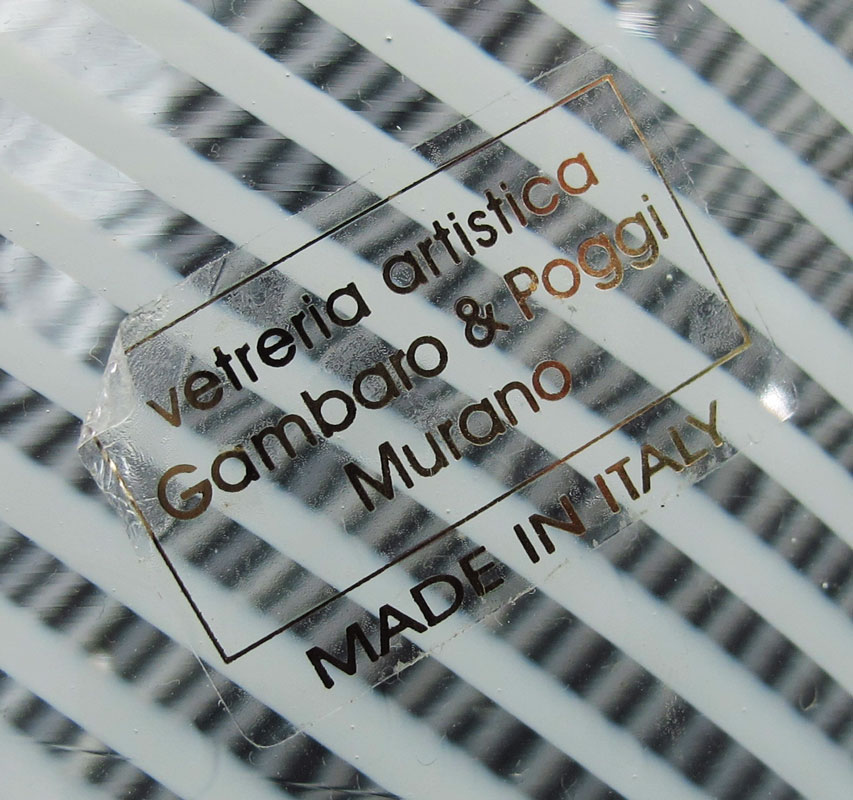 vetreria artistica
Gambaro & Poggi
Murano
MADE IN ITALY